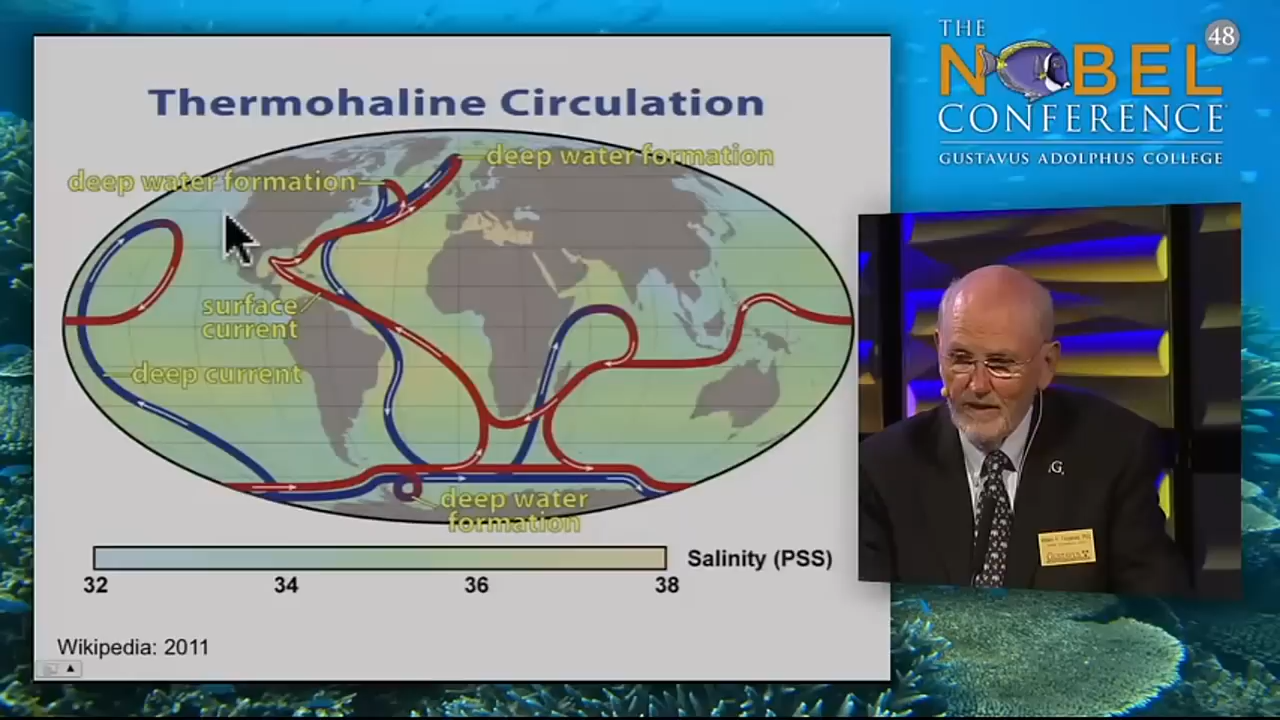 THE
48
NOBEL
CONFERENCE
GUSTAVUS ADOLPHUS COLLEGE
Thermohaline Circulation
deep water formation
deep water formation
surface
current
deep current
deep water
formation
Salinity (PSS)
32 34 36 38
Wikipedia: 2011
G